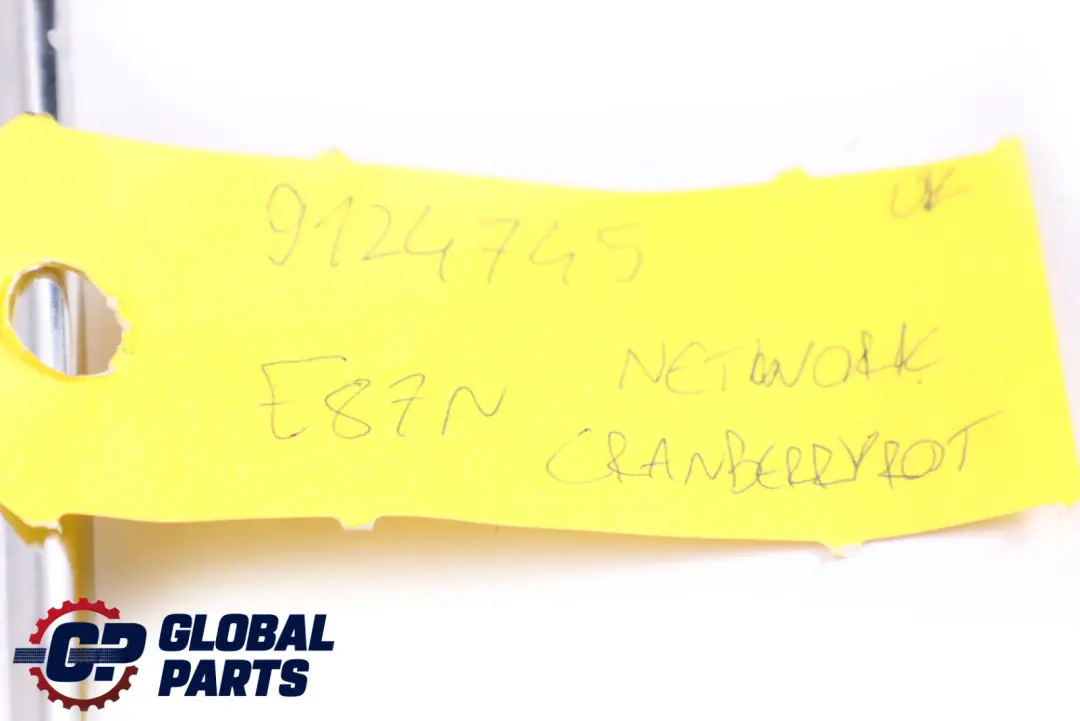 UK
9124745
E87N
NETWORK
CRANBERRYROT
GLOBAL
PARTS